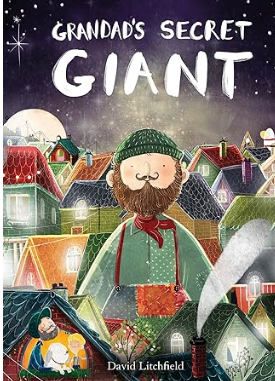 GRANDAD'S SECRET
GIANT
David Litchfield